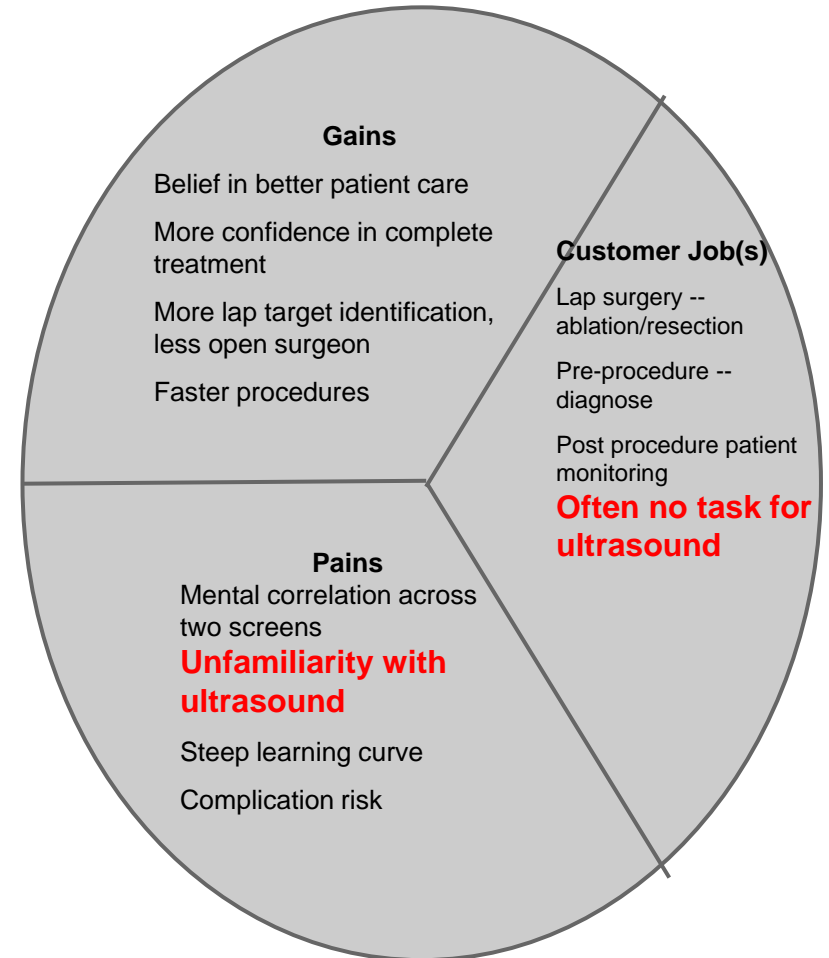 Gains
Belief in better patient care
More confidence in complete
treatment
More lap target identification,
less open surgeon
Faster procedures
Customer Job(s)
Lap surgery --
ablation/resection
Pre-procedure --
diagnose
Post procedure patient
monitoring
Often no task for
ultrasound
Pains
Mental correlation across
two screens
Unfamiliarity with
ultrasound
Steep learning curve
Complication risk